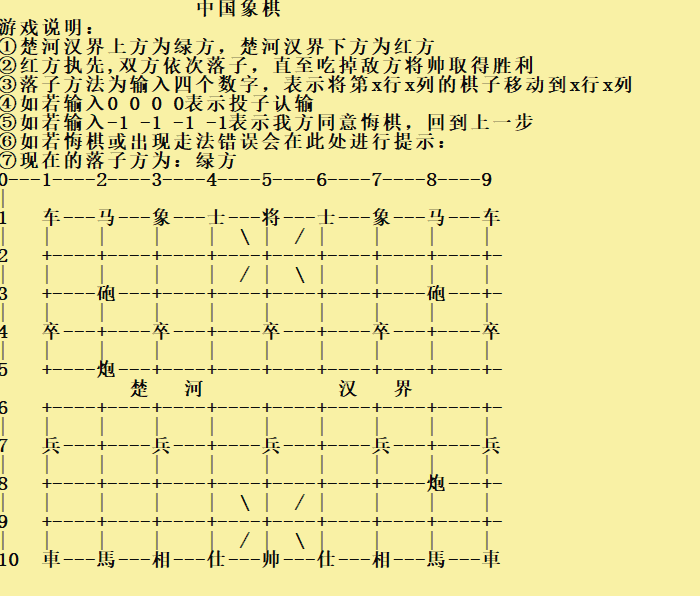 中国象棋
游戏说明：
①楚河汉界上方为绿方，楚河汉界下方为红方
②红方执先,双方依次落子，直至吃掉敌方将帅取得胜利
③落子方法为输入四个数字，表示将第x行x列的棋子移动到x行x列
④如若输入0 0 0 0表示投子认输
⑤如若输入-1 -1 -1 -1表示我方同意悔棋，回到上一步
⑥如若悔棋或出现走法错误会在此处进行提示：
⑦现在的落子方为：绿方
0---1----2----3----4----5----6----7----8----9
|
1   车---马---象---士---将---士---象---马---车
|   |    |    |    |  \ |  / |    |    |    |
2   +----+----+----+----+----+----+----+----+-
|   |    |    |    |  / |  \ |    |    |    |
3   +----砲---+----+----+----+----+----砲---+-
|   |    |    |    |    |    |    |    |    |
4   卒---+----卒---+----卒---+----卒---+----卒
|   |    |    |    |    |    |    |    |    |
5   +----炮---+----+----+----+----+----+----+-
楚 河 汉 界
6   +----+----+----+----+----+----+----+----+-
|   |    |    |    |    |    |    |    |    |
7   兵---+----兵---+----兵---+----兵---+----兵
|   |    |    |    |    |    |    |    |    |
8   +----+----+----+----+----+----+----炮---+-
|   |    |    |    |  \ |  / |    |    |    |
9   +----+----+----+----+----+----+----+----+-
|   |    |    |    |  / |  \ |    |    |    |
10  車---馬---相---仕---帅---仕---相---馬---車